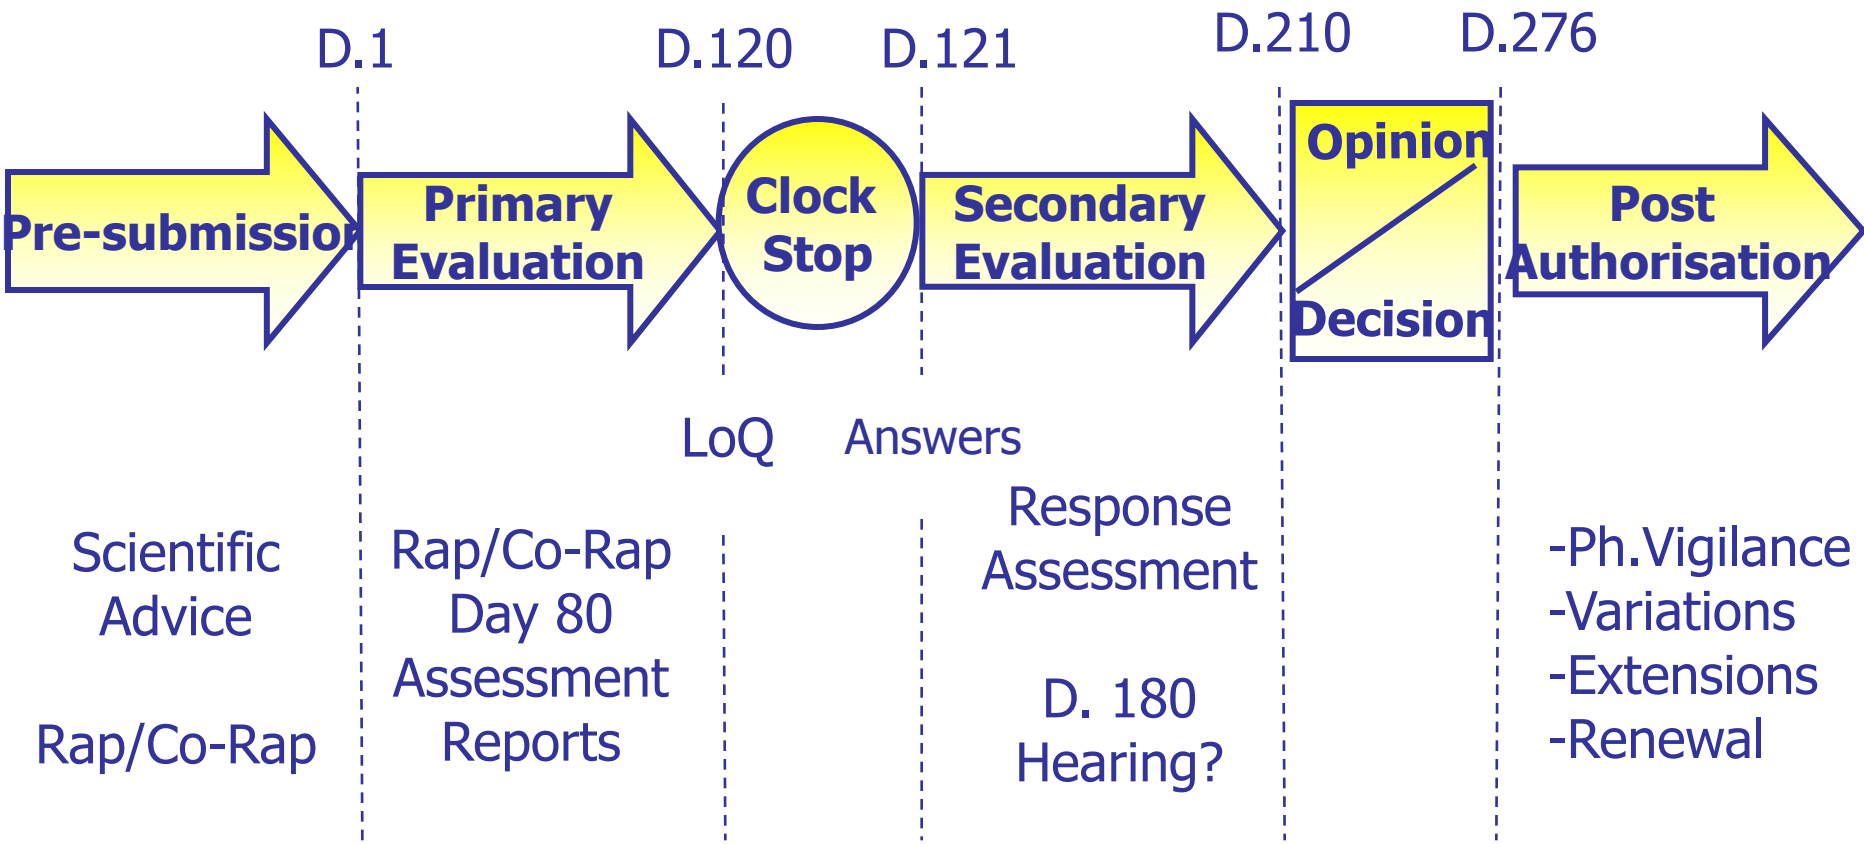 D.1
D.120
D.121
D.210
D.276
Pre-submission
Primary
Evaluation
Clock
Stop
Secondary
Evaluation
Opinion
Decision
Post
Authorisation
LoQ
Answers
Scientific
Advice
Rap/Co-Rap
Rap/Co-Rap
Day 80
Assessment
Reports
Response
Assessment
D. 180
Hearing?
-Ph.Vigilance
-Variations
-Extensions
-Renewal